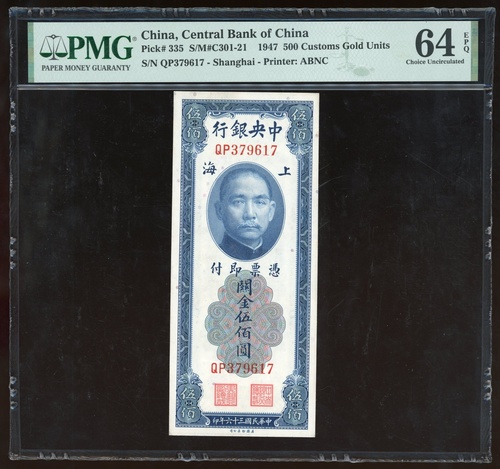 PMG
PAPER MONEY GUARANTY
China, Central Bank of China
Pick# 335 S/M#C301-21 1947 500 Customs Gold Units
S/N QP379617 - Shanghai - Printer: ABNC
64 EPQ
Choice Uncirculated
伍佰 伍佰
中央銀行
QP379617
上海
憑票即付
關金伍佰圓
QP379617
伍佰 伍佰
中華民國三十六年印